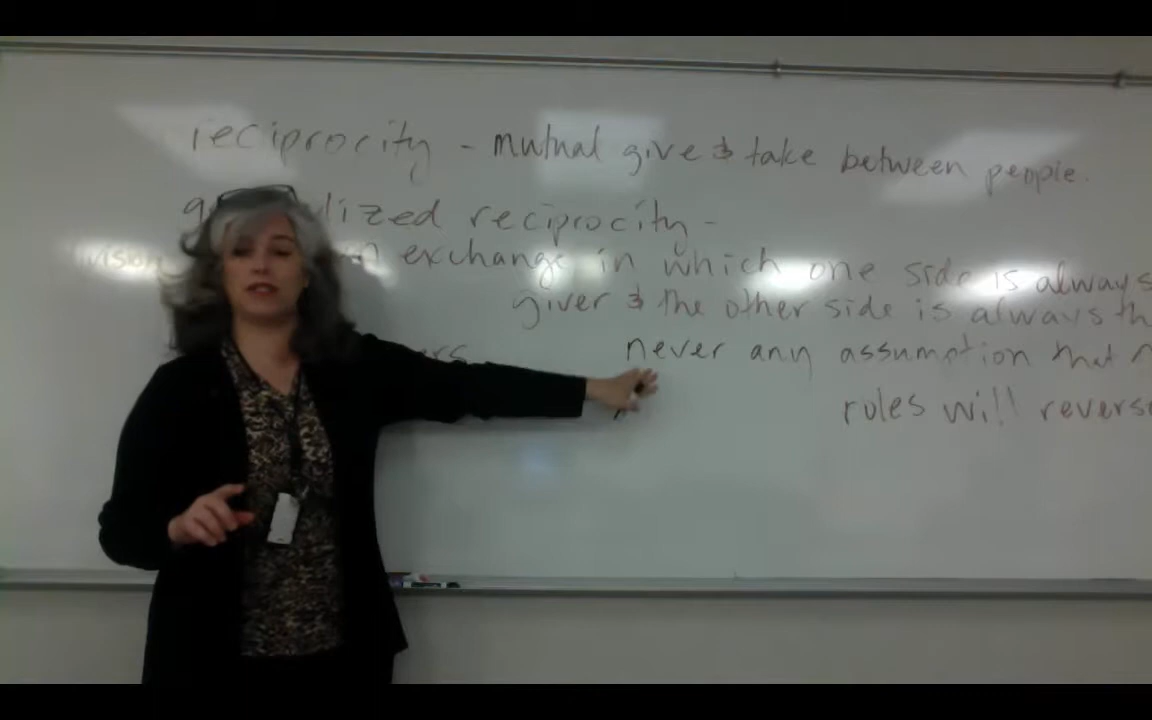 reciprocity - mutual give & take between people.
lized reciprocity -
n exchange in which one side is always
giver & the other side is always th
never any assumption that
rules will revers